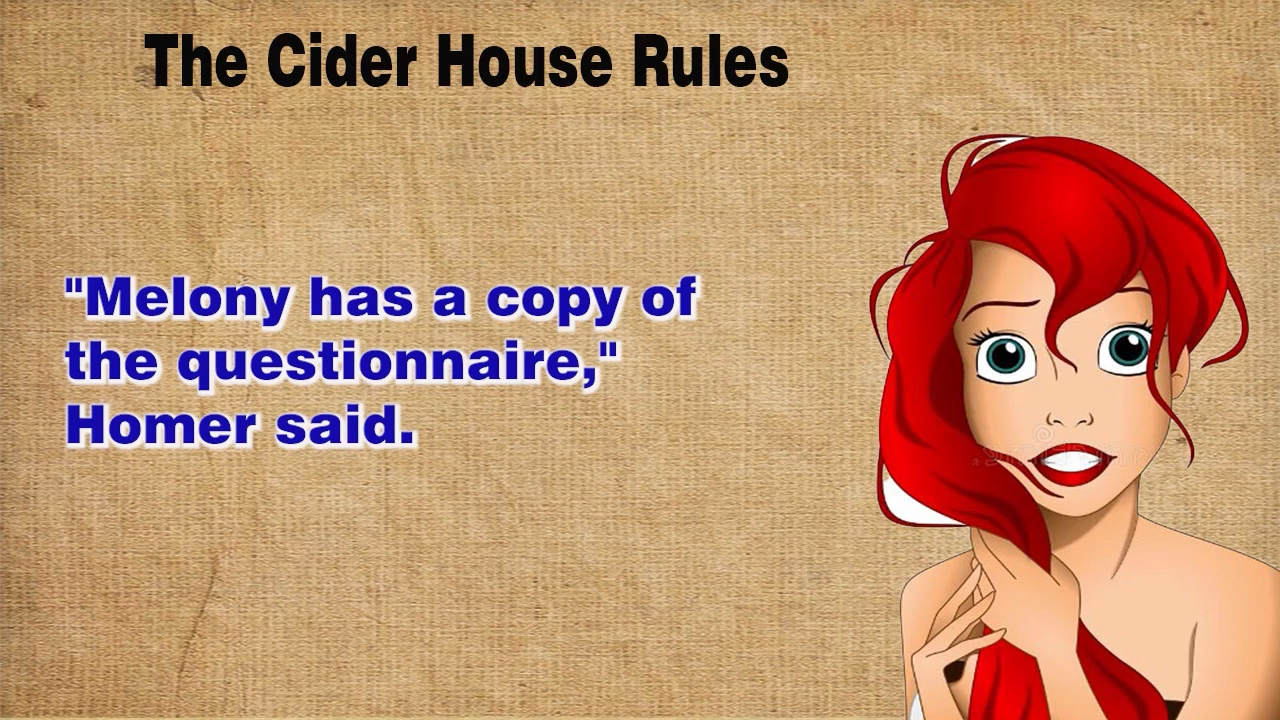 The Cider House Rules
"Melony has a copy of
the questionnaire,"
Homer said.